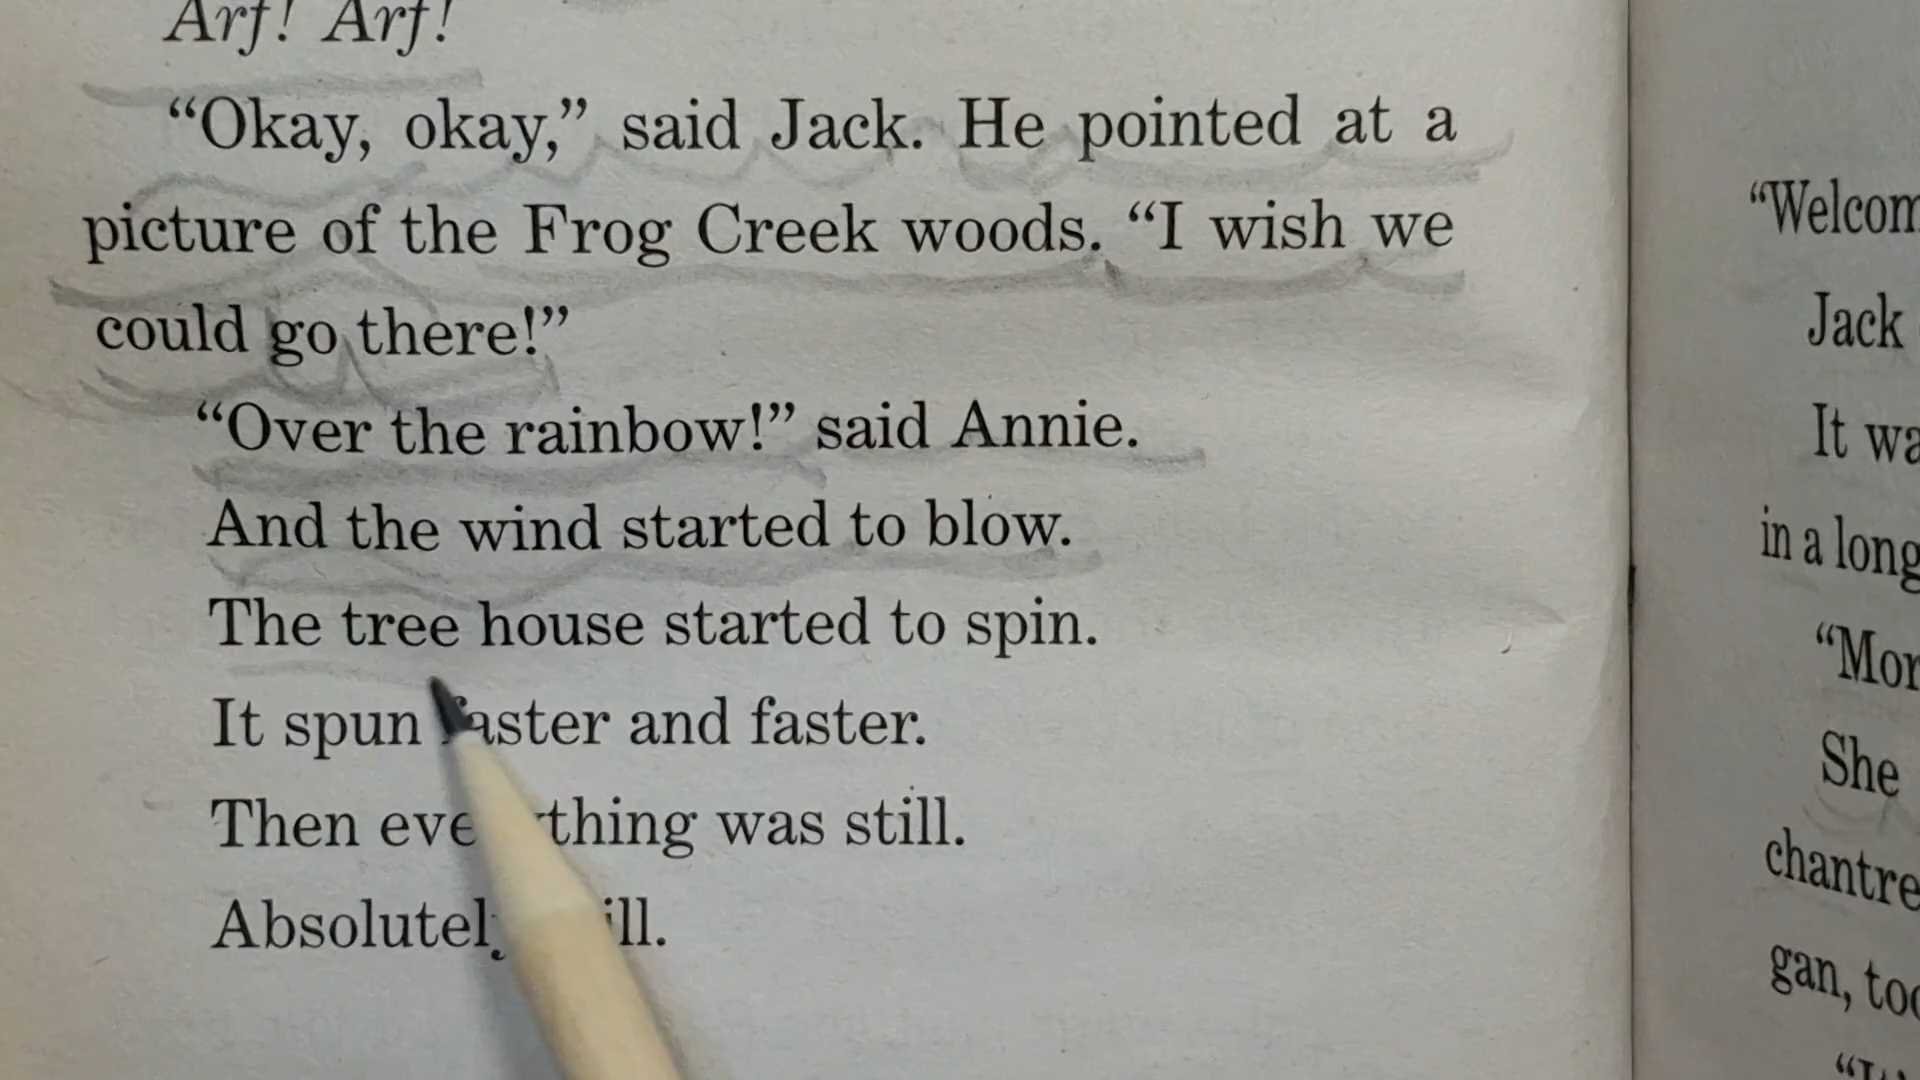 Arf! Arf!
“Okay, okay,” said Jack. He pointed at a
picture of the Frog Creek woods. “I wish we
could go there!”
“Over the rainbow!” said Annie.
And the wind started to blow.
The tree house started to spin.
It spun faster and faster.
Then everything was still.
Absolutely still.
“Welcom
Jack
It wa
in a long
“Mor
She
chantre
gan, too